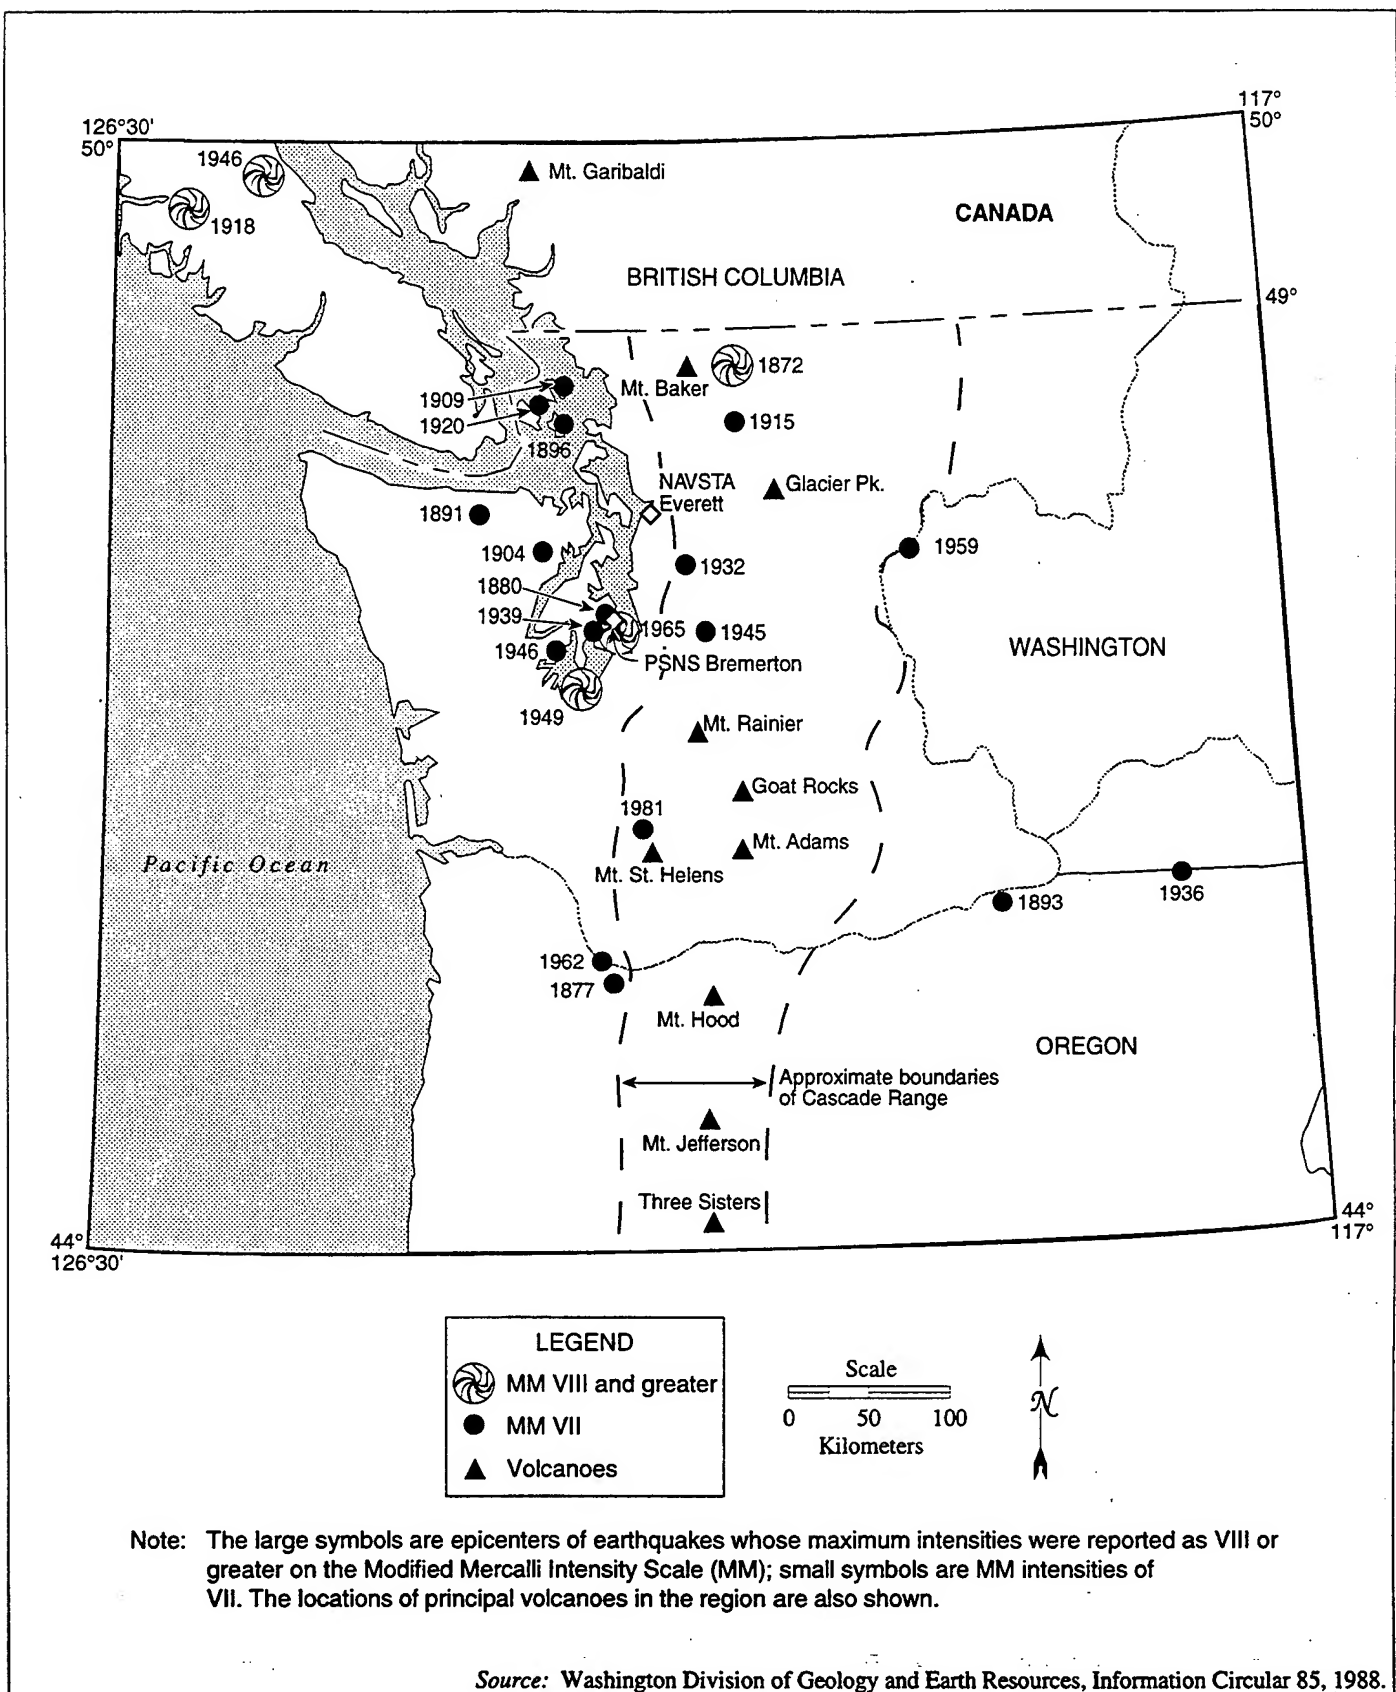 117°
50°
126°30'
50°
1946
Mt. Garibaldi
1918
CANADA
BRITISH COLUMBIA
49°
1872
Mt. Baker
1909
1920
1915
1896
NAVSTA
Everett
Glacier Pk.
1891
1904
1959
1932
1880
1939
1965
1945
1946
PSNS Bremerton
WASHINGTON
1949
Mt. Rainier
Goat Rocks
1981
Mt. Adams
Pacific Ocean
Mt. St. Helens
1936
1893
1962
1877
Mt. Hood
OREGON
Approximate boundaries
of Cascade Range
Mt. Jefferson
Three Sisters
44°
117°
44°
126°30'
LEGEND
MM VIII and greater
MM VII
Volcanoes
Scale
0 50 100
Kilometers
N
Note: The large symbols are epicenters of earthquakes whose maximum intensities were reported as VIII or
greater on the Modified Mercalli Intensity Scale (MM); small symbols are MM intensities of
VII. The locations of principal volcanoes in the region are also shown.
Source: Washington Division of Geology and Earth Resources, Information Circular 85, 1988.